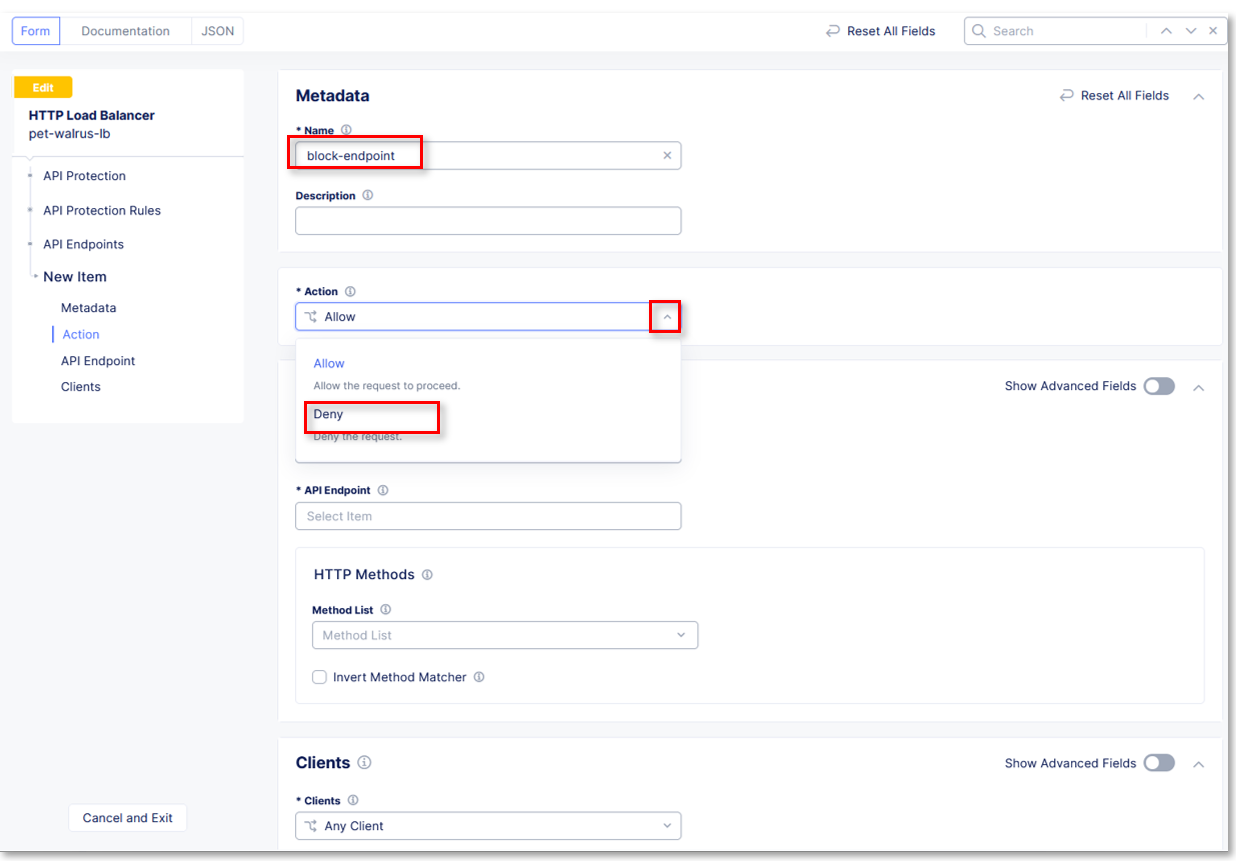 Form Documentation JSON Reset All Fields Search
Edit
HTTP Load Balancer
pet-walrus-lb
API Protection
API Protection Rules
API Endpoints
New Item
Metadata
Action
API Endpoint
Clients
Cancel and Exit
Metadata Reset All Fields
* Name
block-endpoint
Description
* Action
Allow
Allow
Allow the request to proceed.
Deny
Deny the request.
Show Advanced Fields
* API Endpoint
Select Item
HTTP Methods
Method List
Method List
Invert Method Matcher
Clients Show Advanced Fields
* Clients
Any Client